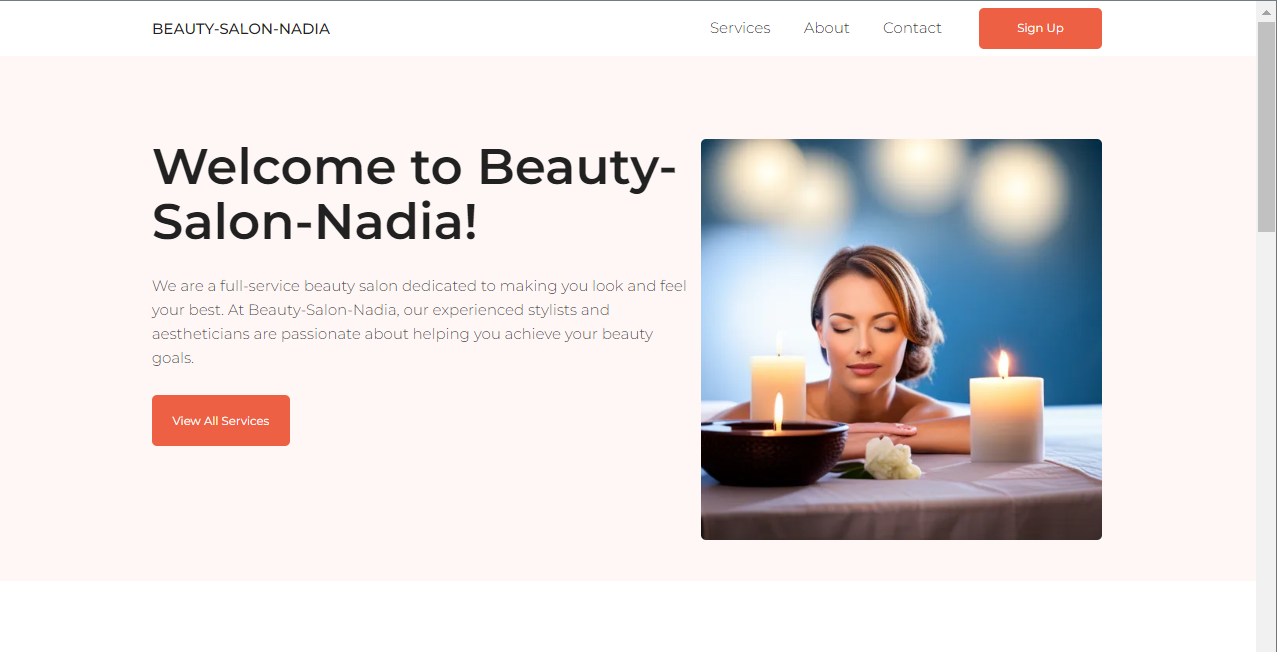 BEAUTY-SALON-NADIA
Services
About
Contact
Sign Up
Welcome to Beauty-
Salon-Nadia!
We are a full-service beauty salon dedicated to making you look and feel
your best. At Beauty-Salon-Nadia, our experienced stylists and
aestheticians are passionate about helping you achieve your beauty
goals.
View All Services